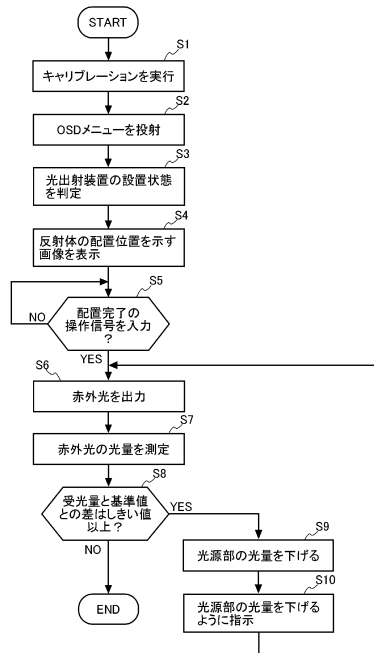 START
S1
キャリブレーションを実行
S2
OSDメニューを投射
S3
光出射装置の設置状態
を判定
S4
反射体の配置位置を示す
画像を表示
S5
配置完了の
操作信号を入力
?
NO
YES
S6
赤外光を出力
S7
赤外光の光量を測定
S8
受光量と基準値
との差はしきい値
以上?
YES
NO
S9
光源部の光量を下げる
S10
光源部の光量を下げる
ように指示
END